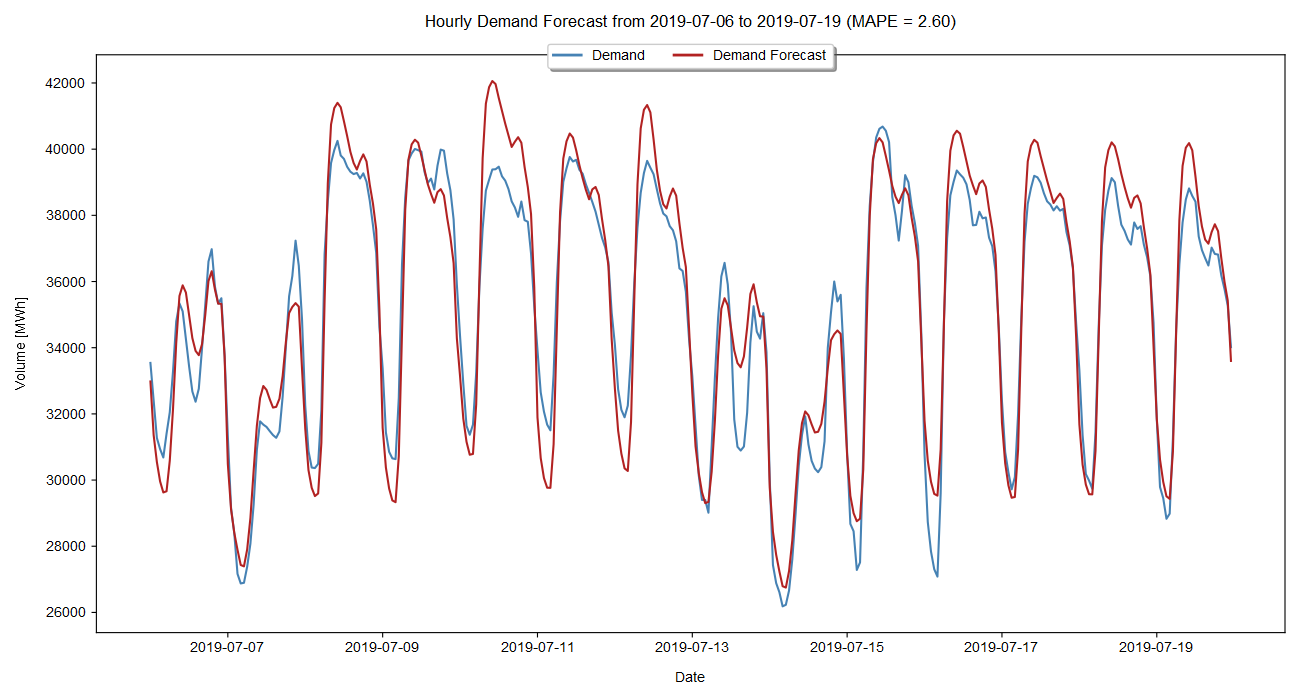 Hourly Demand Forecast from 2019-07-06 to 2019-07-19 (MAPE = 2.60)
Demand Demand Forecast
42000
40000
38000
36000
34000
32000
30000
28000
26000
Volume [MWh]
2019-07-07 2019-07-09 2019-07-11 2019-07-13 2019-07-15 2019-07-17 2019-07-19
Date